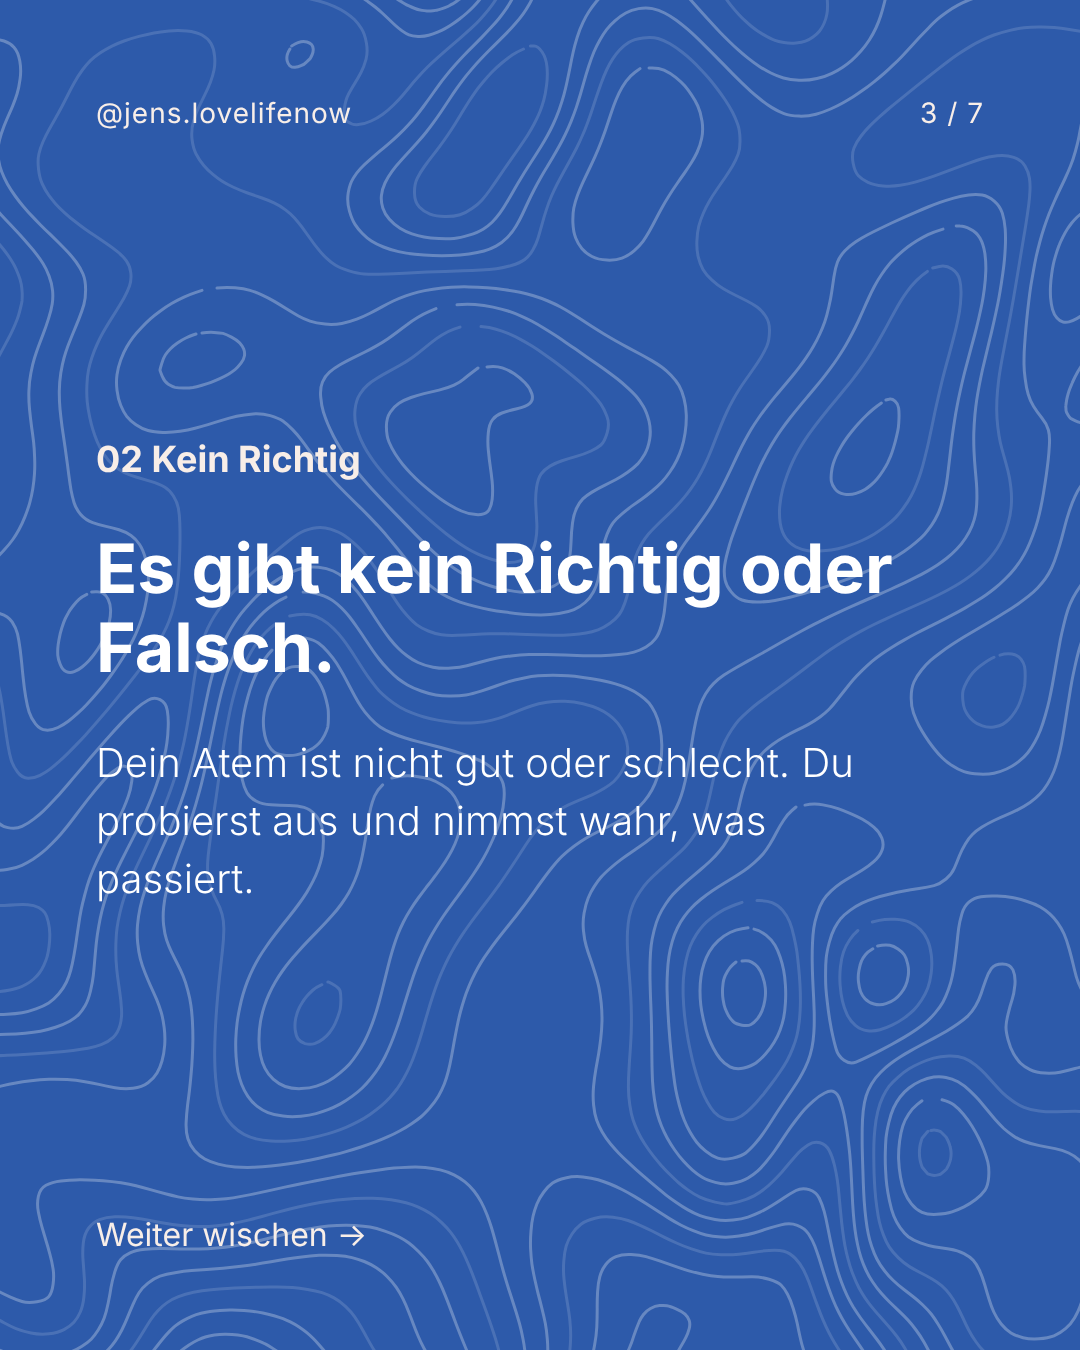 @jens.lovelifenow
3 / 7
02 Kein Richtig
Es gibt kein Richtig oder
Falsch.
Dein Atem ist nicht gut oder schlecht. Du
probierst aus und nimmst wahr, was
passiert.
Weiter wischen →